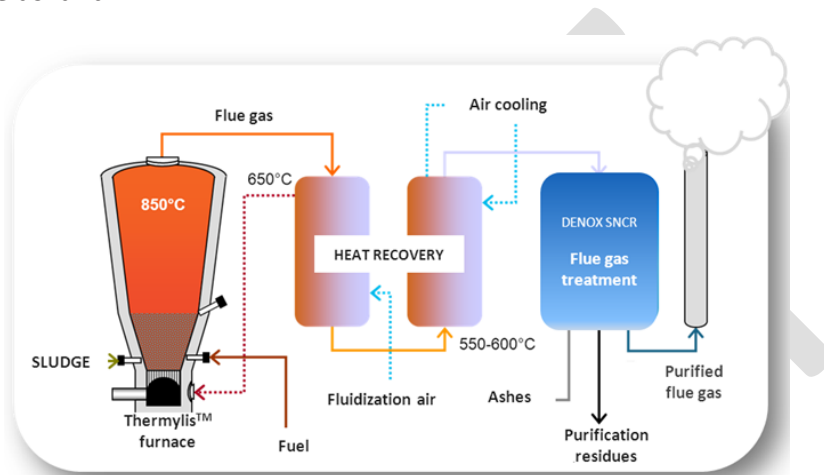 Flue gas
Air cooling
650°C
850°C
HEAT RECOVERY
DENOX SNCR
Flue gas
treatment
550-600°C
SLUDGE
Thermylis™
furnace
Fuel
Fluidization air
Ashes
Purification
residues
Purified
flue gas